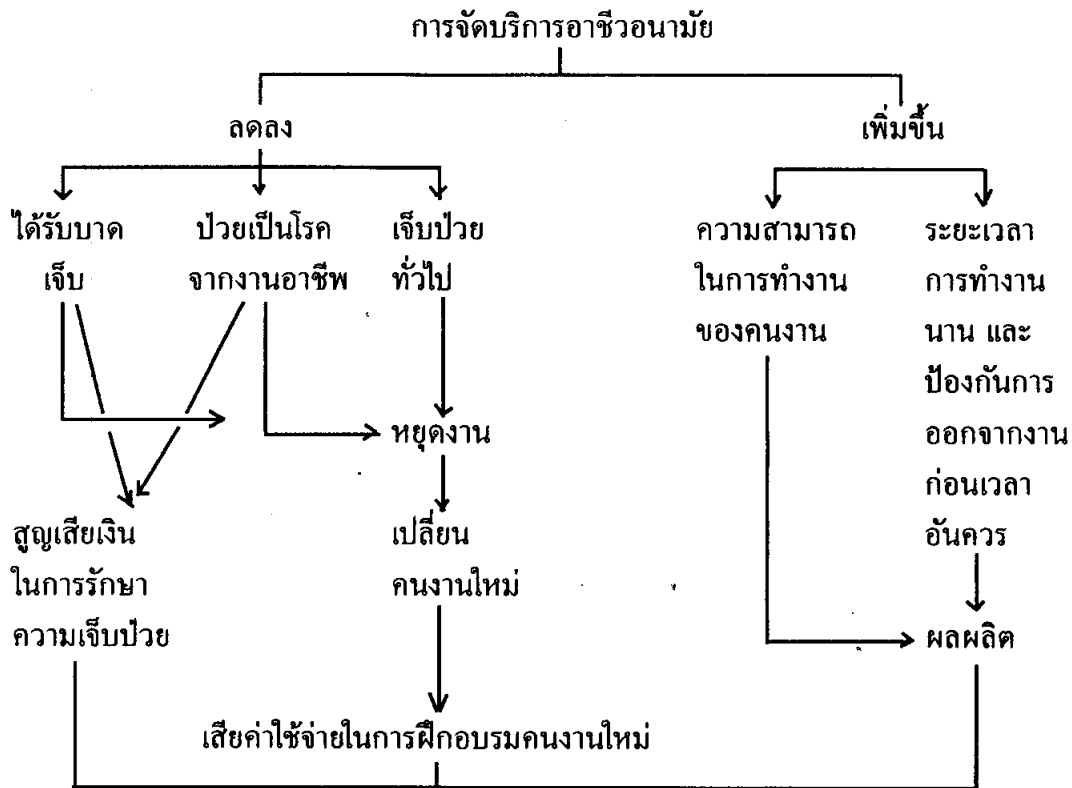 การจัดบริการอาชีวอนามัย
ลดลง
เพิ่มขึ้น
ได้รับบาด
เจ็บ
ป่วยเป็นโรค
จากงานอาชีพ
เจ็บป่วย
ทั่วไป
ความสามารถ
ในการทำงาน
ของคนงาน
ระยะเวลา
การทำงาน
นาน และ
ป้องกันการ
ออกจากงาน
ก่อนเวลา
อันควร
หยุดงาน
สูญเสียเงิน
ในการรักษา
ความเจ็บป่วย
เปลี่ยน
คนงานใหม่
ผลผลิต
เสียค่าใช้จ่ายในการฝึกอบรมคนงานใหม่